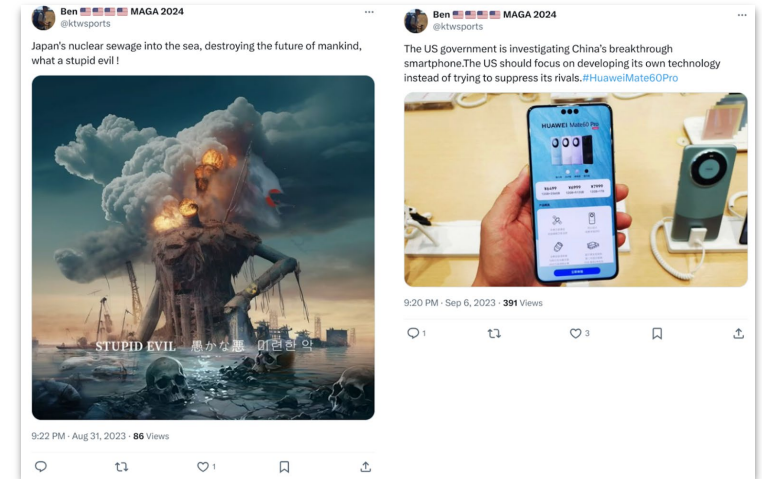 Ben 🇺🇸🇺🇸🇺🇸🇺🇸 MAGA 2024
@ktwsports
Japan's nuclear sewage into the sea, destroying the future of mankind,
what a stupid evil !
STUPID EVIL 愚かな悪 미련한 악
9:22 PM · Aug 31, 2023 · 86 Views
1
Ben 🇺🇸🇺🇸🇺🇸🇺🇸 MAGA 2024
@ktwsports
The US government is investigating China's breakthrough
smartphone.The US should focus on developing its own technology
instead of trying to suppress its rivals.#HuaweiMate60Pro
HUAWEI Mate60 Pro
9:20 PM · Sep 6, 2023 · 391 Views
1 3